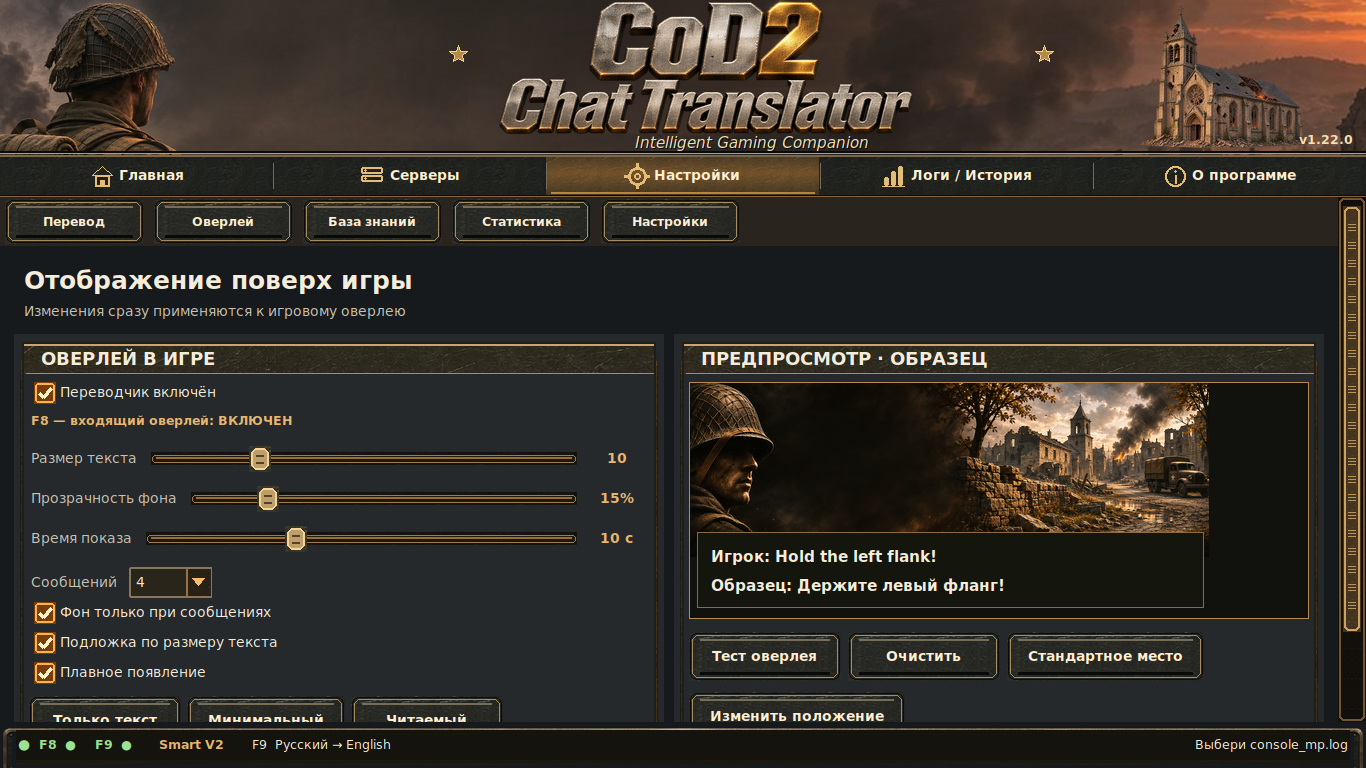 CoD2
Chat Translator
Intelligent Gaming Companion
v1.22.0
Главная
Серверы
Настройки
Логи / История
О программе
Перевод
Оверлей
База знаний
Статистика
Настройки
Отображение поверх игры
Изменения сразу применяются к игровому оверлею
ОВЕРЛЕЙ В ИГРЕ
Переводчик включён
F8 — входящий оверлей: ВКЛЮЧЕН
Размер текста 10
Прозрачность фона 15%
Время показа 10 с
Сообщений 4
Фон только при сообщениях
Подложка по размеру текста
Плавное появление
Только текст
Минимальный
Читаемый
ПРЕДПРОСМОТР · ОБРАЗЕЦ
Игрок: Hold the left flank!
Образец: Держите левый фланг!
Тест оверлея
Очистить
Стандартное место
Изменить положение
F8 F9 Smart V2 F9 Русский → English
Выбери console_mp.log